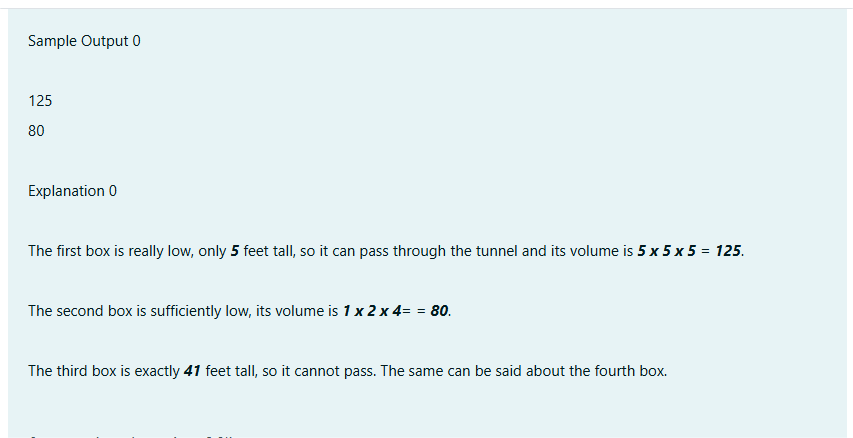 Sample Output 0
125
80
Explanation 0
The first box is really low, only 5 feet tall, so it can pass through the tunnel and its volume is 5 x 5 x 5 = 125.
The second box is sufficiently low, its volume is 1 x 2 x 4= = 80.
The third box is exactly 41 feet tall, so it cannot pass. The same can be said about the fourth box.